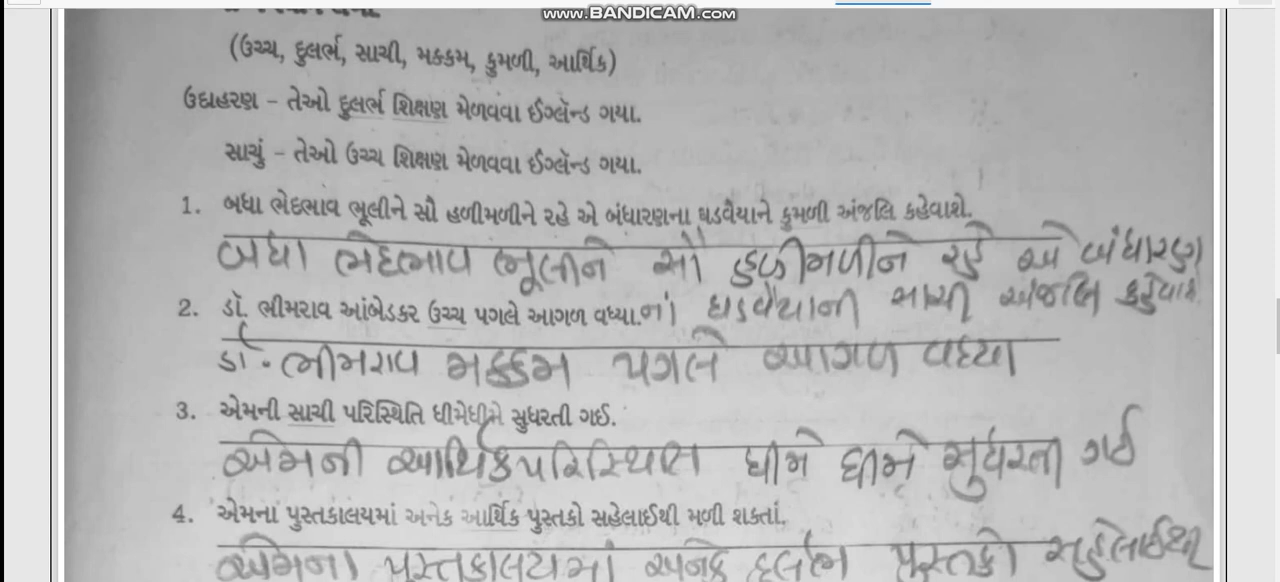 www.BANDICAM.com
(ઉચ્ચ, દુલર્ભ, સાચી, મક્કમ, કુમળી, આર્થિક)
ઉદાહરણ – તેઓ દુલર્ભ શિક્ષણ મેળવવા ઈંગ્લૅન્ડ ગયા.
સાચું – તેઓ ઉચ્ચ શિક્ષણ મેળવવા ઈંગ્લૅન્ડ ગયા.
1. બધા ભેદભાવ ભૂલીને સૌ હળીમળીને રહે એ બંધારણના ઘડવૈયાને કુમળી અંજલિ કહેવાશે.
બધા ભેદભાવ ભૂલીને સૌ હળીમળીને રહે એ બંધારણ
નાં ઘડવૈયાની સાચી અંજલિ કહેવાશે
2. ડૉ. ભીમરાવ આંબેડકર ઉચ્ચ પગલે આગળ વધ્યા.
ડૉ. ભીમરાવ મક્કમ પગલે આગળ વધ્યા
3. એમની સાચી પરિસ્થિતિ ધીમેધીમે સુધરતી ગઈ.
એમની આર્થિક પરિસ્થિતિ ધીમે ધીમે સુધરતી ગઈ
4. એમનાં પુસ્તકાલયમાં અનેક આર્થિક પુસ્તકો સહેલાઈથી મળી શક્તાં.
એમના પુસ્તકાલયમાં અનેક દુલર્ભ પુસ્તકો સહેલાઈથી